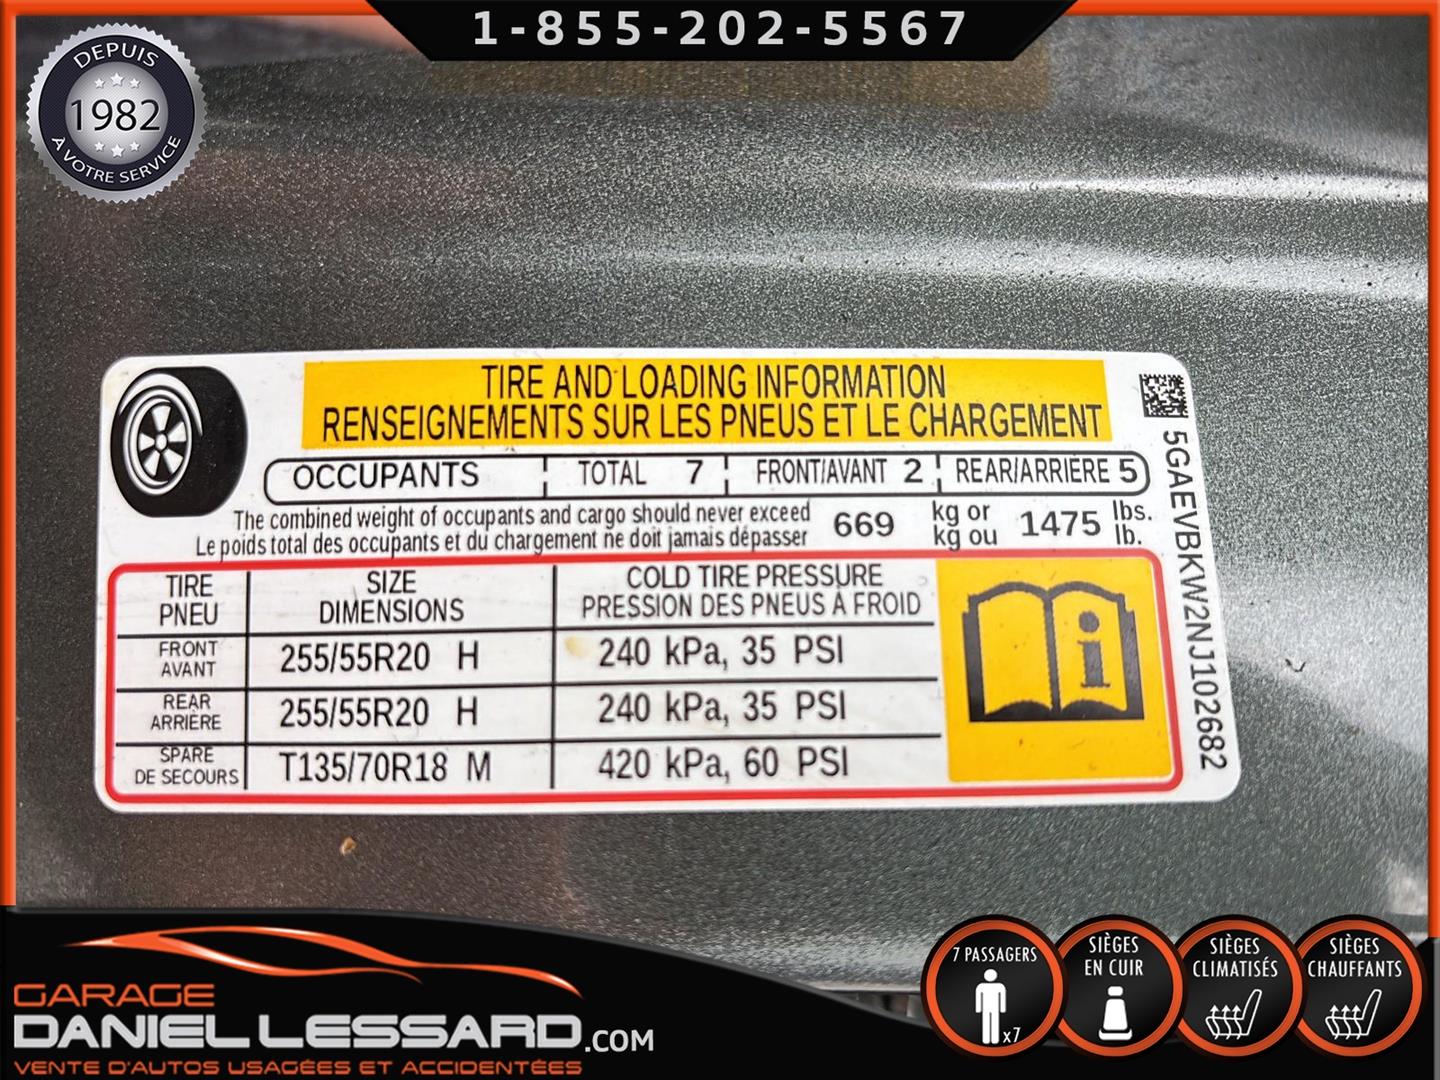 1-855-202-5567
DEPUIS
1982
À VOTRE SERVICE
TIRE AND LOADING INFORMATION
RENSEIGNEMENTS SUR LES PNEUS ET LE CHARGEMENT
OCCUPANTS TOTAL 7 FRONT/AVANT 2 REAR/ARRIÈRE 5
The combined weight of occupants and cargo should never exceed 669 kg or 1475 lbs.
Le poids total des occupants et du chargement ne doit jamais dépasser kg ou lb.
TIRE SIZE COLD TIRE PRESSURE
PNEU DIMENSIONS PRESSION DES PNEUS À FROID
FRONT
AVANT 255/55R20 H 240 kPa, 35 PSI
REAR
ARRIÈRE 255/55R20 H 240 kPa, 35 PSI
SPARE
DE SECOURS T135/70R18 M 420 kPa, 60 PSI
5GAEVBKW2NJ102682
GARAGE
DANIEL LESSARD.COM
VENTE D'AUTOS USAGÉES ET ACCIDENTÉES
7 PASSAGERS
x7
SIÈGES
EN CUIR
SIÈGES
CLIMATISÉS
SIÈGES
CHAUFFANTS